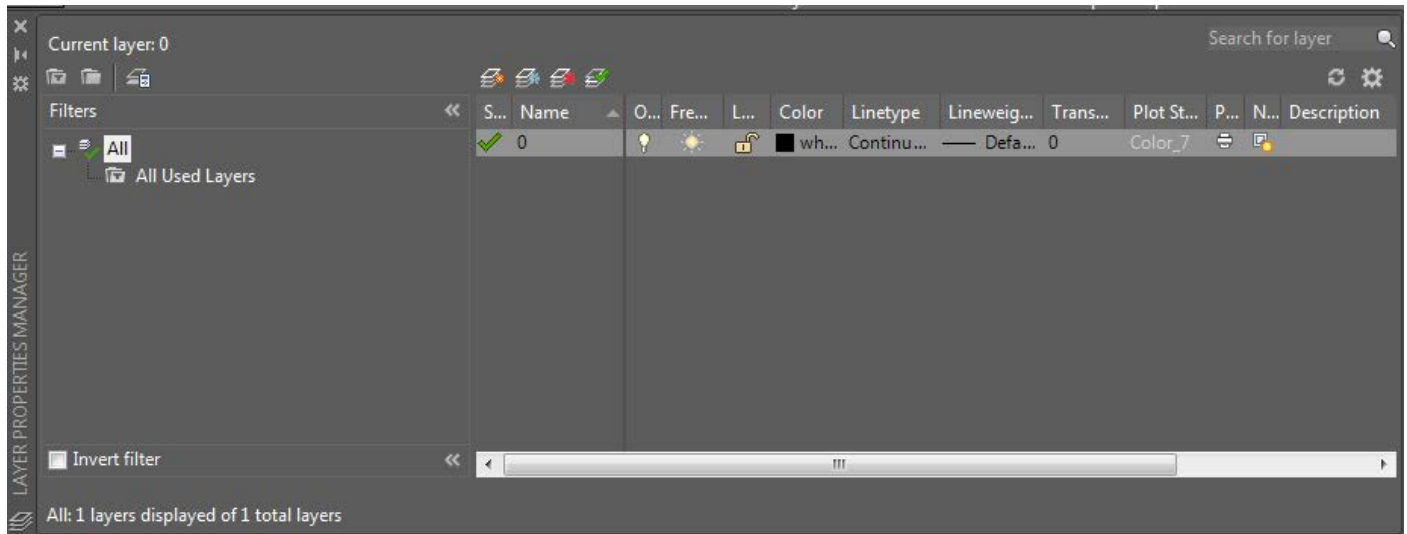 Current layer: 0
Search for layer
Filters
S... Name O... Fre... L... Color Linetype Lineweig... Trans... Plot St... P... N... Description
All
0 wh... Continu... Defa... 0 Color_7
All Used Layers
LAYER PROPERTIES MANAGER
Invert filter
All: 1 layers displayed of 1 total layers